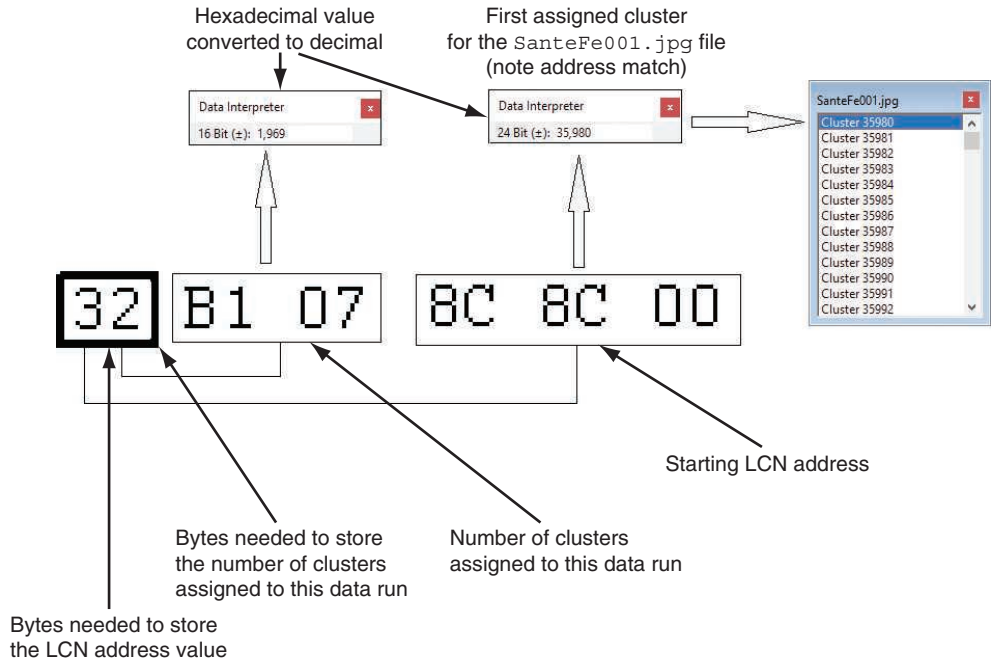 Hexadecimal value
converted to decimal
First assigned cluster
for the SanteFe001.jpg file
(note address match)
Data Interpreter x
16 Bit (±): 1,969
Data Interpreter x
24 Bit (±): 35,980
SanteFe001.jpg x
Cluster 35980
Cluster 35981
Cluster 35982
Cluster 35983
Cluster 35984
Cluster 35985
Cluster 35986
Cluster 35987
Cluster 35988
Cluster 35989
Cluster 35990
Cluster 35991
Cluster 35992
32 B1 07 8C 8C 00
Starting LCN address
Bytes needed to store
the number of clusters
assigned to this data run
Number of clusters
assigned to this data run
Bytes needed to store
the LCN address value